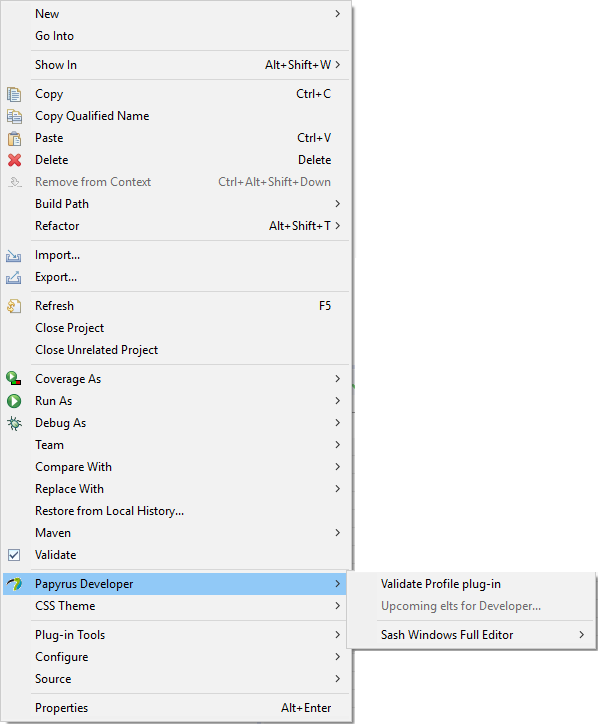 New
Go Into
Show In Alt+Shift+W
Copy Ctrl+C
Copy Qualified Name
Paste Ctrl+V
Delete Delete
Remove from Context Ctrl+Alt+Shift+Down
Build Path
Refactor Alt+Shift+T
Import...
Export...
Refresh F5
Close Project
Close Unrelated Project
Coverage As
Run As
Debug As
Team
Compare With
Replace With
Restore from Local History...
Maven
Validate
Papyrus Developer
CSS Theme
Plug-in Tools
Configure
Source
Properties Alt+Enter
Validate Profile plug-in
Upcoming elts for Developer...
Sash Windows Full Editor